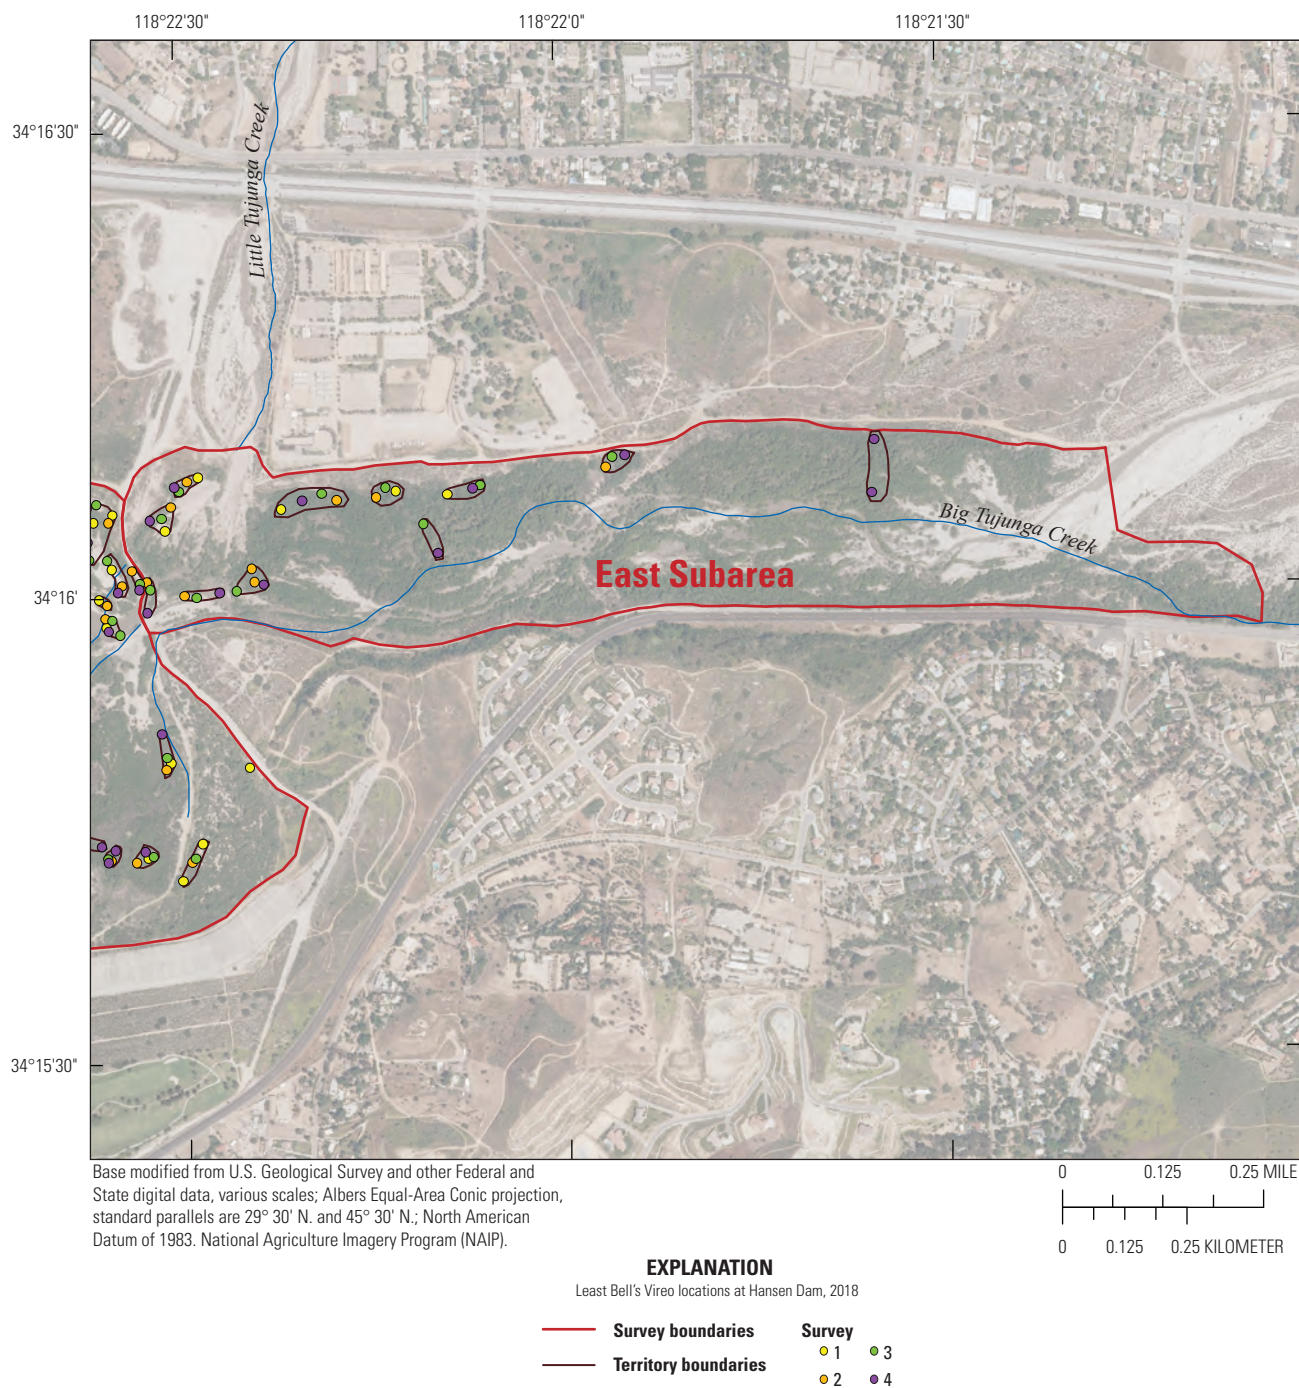 118°22'30" 118°22'0" 118°21'30"
34°16'30"
Little Tujunga Creek
Big Tujunga Creek
East Subarea
34°16'
34°15'30"
Base modified from U.S. Geological Survey and other Federal and
State digital data, various scales; Albers Equal-Area Conic projection,
standard parallels are 29° 30' N. and 45° 30' N.; North American
Datum of 1983. National Agriculture Imagery Program (NAIP).
0 0.125 0.25 MILE
0 0.125 0.25 KILOMETER
EXPLANATION
Least Bell's Vireo locations at Hansen Dam, 2018
Survey boundaries
Territory boundaries
Survey
1
2
3
4